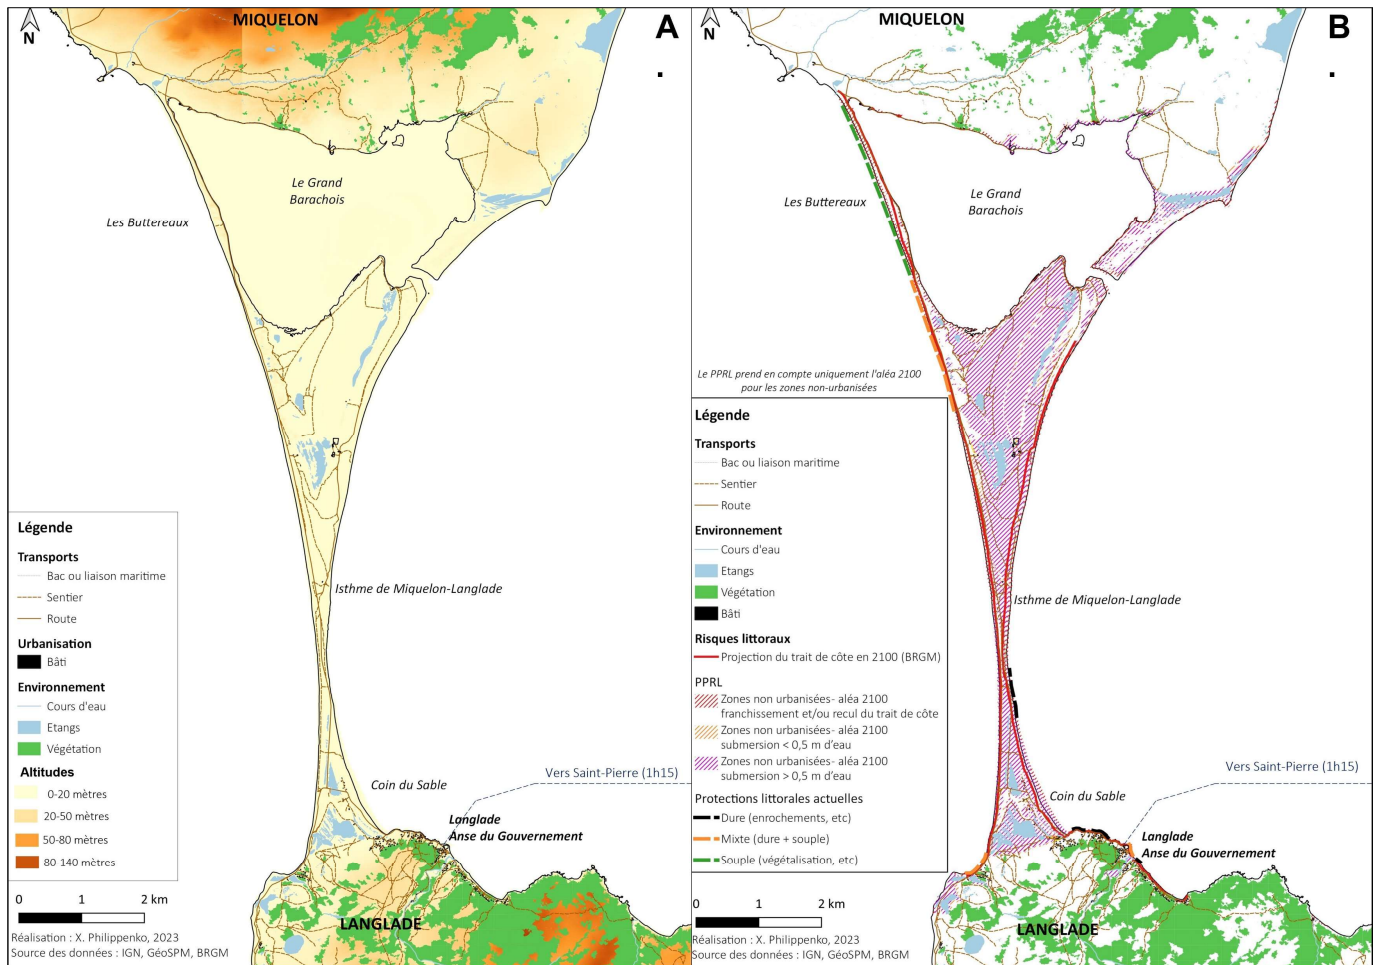 MIQUELON
A
.
N
Le Grand
Barachois
Les Buttereaux
Isthme de Miquelon-Langlade
Légende
Transports
Bac ou liaison maritime
Sentier
Route
Urbanisation
Bâti
Environnement
Cours d'eau
Etangs
Végétation
Altitudes
0-20 mètres
20-50 mètres
50-80 mètres
80-140 mètres
Coin du Sable
Vers Saint-Pierre (1h15)
Langlade
Anse du Gouvernement
LANGLADE
0 1 2 km
Réalisation : X. Philippenko, 2023
Source des données : IGN, GéoSPM, BRGM
MIQUELON
B
.
N
Le Grand
Barachois
Les Buttereaux
Le PPRL prend en compte uniquement l'aléa 2100
pour les zones non-urbanisées
Légende
Transports
Bac ou liaison maritime
Sentier
Route
Environnement
Cours d'eau
Etangs
Végétation
Bâti
Risques littoraux
Projection du trait de côte en 2100 (BRGM)
PPRL
Zones non urbanisées- aléa 2100
franchissement et/ou recul du trait de côte
Zones non urbanisées- aléa 2100
submersion < 0,5 m d'eau
Zones non urbanisées- aléa 2100
submersion > 0,5 m d'eau
Protections littorales actuelles
Dure (enrochements, etc)
Mixte (dure + souple)
Souple (végétalisation, etc)
Isthme de Miquelon-Langlade
Coin du Sable
Vers Saint-Pierre (1h15)
Langlade
Anse du Gouvernement
LANGLADE
0 1 2 km
Réalisation : X. Philippenko, 2023
Source des données : IGN, GéoSPM, BRGM